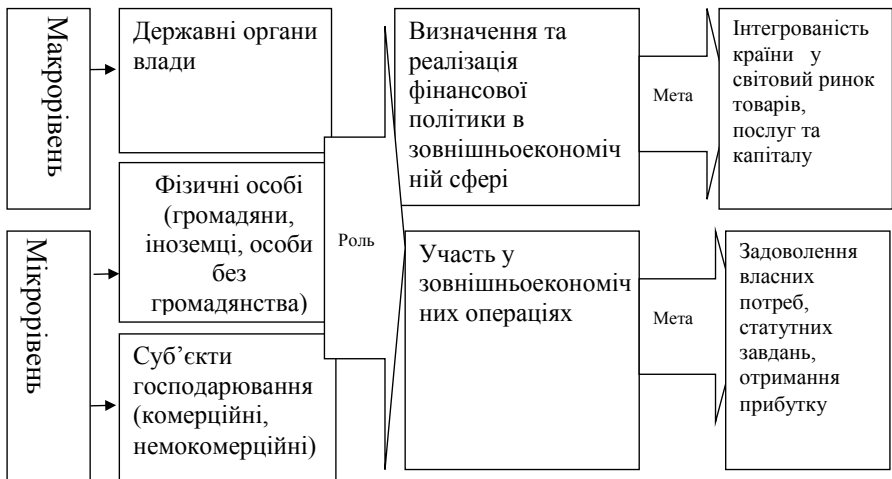 Макрорівень
Державні органи
влади
Визначення та
реалізація
фінансової
політики в
зовнішньоекономіч
ній сфері
Мета
Інтегрованість
країни у
світовий ринок
товарів,
послуг та
капіталу
Роль
Мікрорівень
Фізичні особі
(громадяни,
іноземці, особи
без
громадянства)
Суб’єкти
господарювання
(комерційні,
немокомерційні)
Участь у
зовнішньоекономіч
них операціях
Мета
Задоволення
власних
потреб,
статутних
завдань,
отримання
прибутку